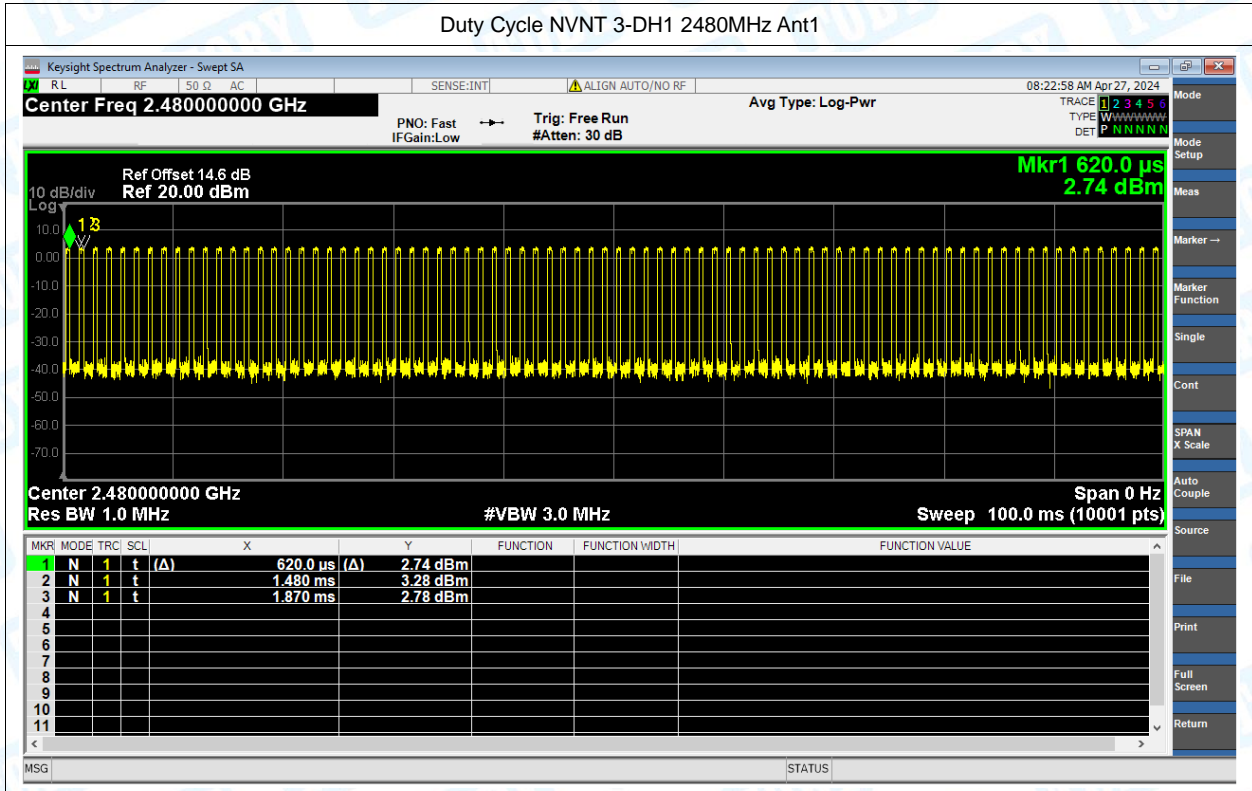 Duty Cycle NVNT 3-DH1 2480MHz Ant1
Keysight Spectrum Analyzer - Swept SA
LXI RL RF 50 Ω AC SENSE:INT ALIGN AUTO/NO RF 08:22:58 AM Apr 27, 2024
Center Freq 2.480000000 GHz Avg Type: Log-Pwr TRACE 1 2 3 4 5 6
PNO: Fast Trig: Free Run TYPE WWWWWW
IFGain:Low #Atten: 30 dB DET P N N N N N
Mkr1 620.0 µs
2.74 dBm
Ref Offset 14.6 dB
10 dB/div Ref 20.00 dBm
Log
1 2 3
10.0
0.00
-10.0
-20.0
-30.0
-40.0
-50.0
-60.0
-70.0
Center 2.480000000 GHz Span 0 Hz
Res BW 1.0 MHz #VBW 3.0 MHz Sweep 100.0 ms (10001 pts)
MKR MODE TRC SCL X Y FUNCTION FUNCTION WIDTH FUNCTION VALUE
1 N 1 t (Δ) 620.0 µs (Δ) 2.74 dBm
2 N 1 t 1.480 ms 3.28 dBm
3 N 1 t 1.870 ms 2.78 dBm
4
5
6
7
8
9
10
11
MSG STATUS
Mode
Mode
Setup
Meas
Marker→
Marker
Function
Single
Cont
SPAN
X Scale
Auto
Couple
Source
File
Print
Full
Screen
Return